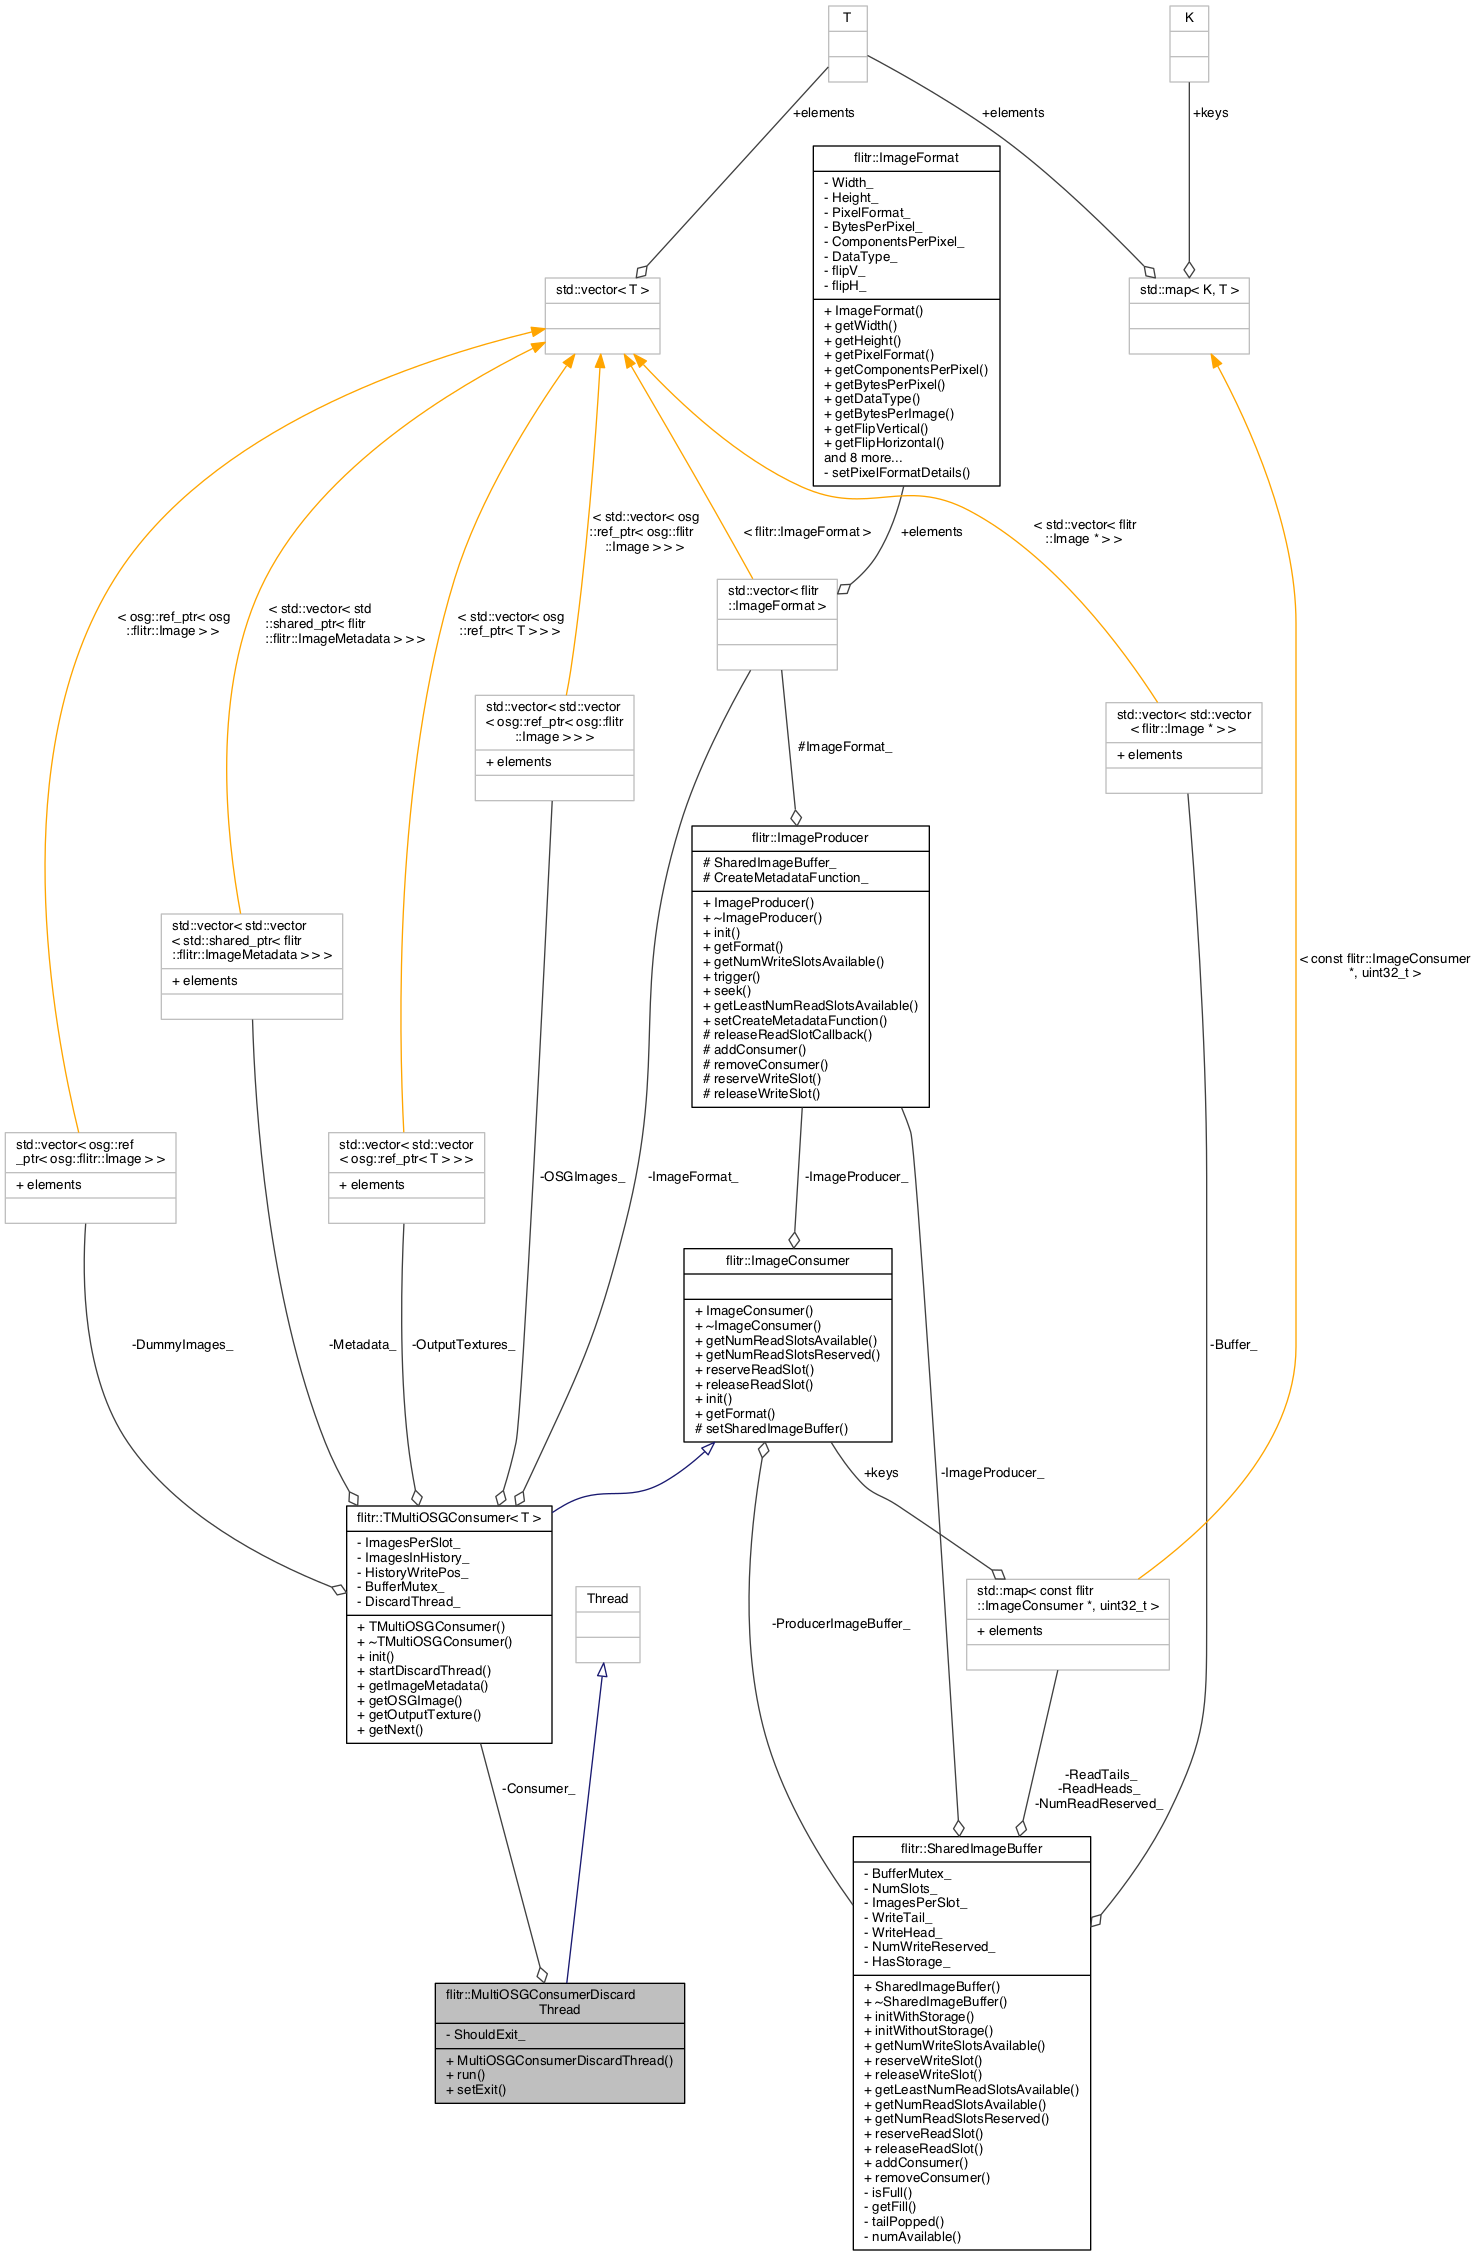 T
K
+elements
+elements
+keys
flitr::ImageFormat
- Width_
- Height_
- PixelFormat_
- BytesPerPixel_
- ComponentsPerPixel_
- DataType_
- flipV_
- flipH_
+ ImageFormat()
+ getWidth()
+ getHeight()
+ getPixelFormat()
+ getComponentsPerPixel()
+ getBytesPerPixel()
+ getDataType()
+ getBytesPerImage()
+ getFlipVertical()
+ getFlipHorizontal()
and 8 more...
- setPixelFormatDetails()
std::vector< T >
std::map< K, T >
< std::vector< osg
::ref_ptr< osg::flitr
::Image > > >
< flitr::ImageFormat >
+elements
< std::vector< flitr
::Image * > >
< osg::ref_ptr< osg
::flitr::Image > >
< std::vector< std
::shared_ptr< flitr
::flitr::ImageMetadata > > >
< std::vector< osg
::ref_ptr< T > > >
std::vector< flitr
::ImageFormat >
std::vector< std::vector
< osg::ref_ptr< osg::flitr
::Image > > >
+ elements
std::vector< std::vector
< flitr::Image * > >
+ elements
#ImageFormat_
flitr::ImageProducer
# SharedImageBuffer_
# CreateMetadataFunction_
+ ImageProducer()
+ ~ImageProducer()
+ init()
+ getFormat()
+ getNumWriteSlotsAvailable()
+ trigger()
+ seek()
+ getLeastNumReadSlotsAvailable()
+ setCreateMetadataFunction()
# releaseReadSlotCallback()
# addConsumer()
# removeConsumer()
# reserveWriteSlot()
# releaseWriteSlot()
std::vector< std::vector
< std::shared_ptr< flitr
::flitr::ImageMetadata > > >
+ elements
< const flitr::ImageConsumer
*, uint32_t >
std::vector< osg::ref
_ptr< osg::flitr::Image > >
+ elements
std::vector< std::vector
< osg::ref_ptr< T > > >
+ elements
-OSGImages_
-ImageFormat_
-ImageProducer_
flitr::ImageConsumer
+ ImageConsumer()
+ ~ImageConsumer()
+ getNumReadSlotsAvailable()
+ getNumReadSlotsReserved()
+ reserveReadSlot()
+ releaseReadSlot()
+ init()
+ getFormat()
# setSharedImageBuffer()
-DummyImages_
-Metadata_
-OutputTextures_
-Buffer_
+keys
-ImageProducer_
flitr::TMultiOSGConsumer< T >
- ImagesPerSlot_
- ImagesInHistory_
- HistoryWritePos_
- BufferMutex_
- DiscardThread_
+ TMultiOSGConsumer()
+ ~TMultiOSGConsumer()
+ init()
+ startDiscardThread()
+ getImageMetadata()
+ getOSGImage()
+ getOutputTexture()
+ getNext()
Thread
-ProducerImageBuffer_
std::map< const flitr
::ImageConsumer *, uint32_t >
+ elements
-Consumer_
-ReadTails_
-ReadHeads_
-NumReadReserved_
flitr::SharedImageBuffer
- BufferMutex_
- NumSlots_
- ImagesPerSlot_
- WriteTail_
- WriteHead_
- NumWriteReserved_
- HasStorage_
+ SharedImageBuffer()
+ ~SharedImageBuffer()
+ initWithStorage()
+ initWithoutStorage()
+ getNumWriteSlotsAvailable()
+ reserveWriteSlot()
+ releaseWriteSlot()
+ getLeastNumReadSlotsAvailable()
+ getNumReadSlotsAvailable()
+ getNumReadSlotsReserved()
+ reserveReadSlot()
+ releaseReadSlot()
+ addConsumer()
+ removeConsumer()
- isFull()
- getFill()
- tailPopped()
- numAvailable()
flitr::MultiOSGConsumerDiscard
Thread
- ShouldExit_
+ MultiOSGConsumerDiscardThread()
+ run()
+ setExit()